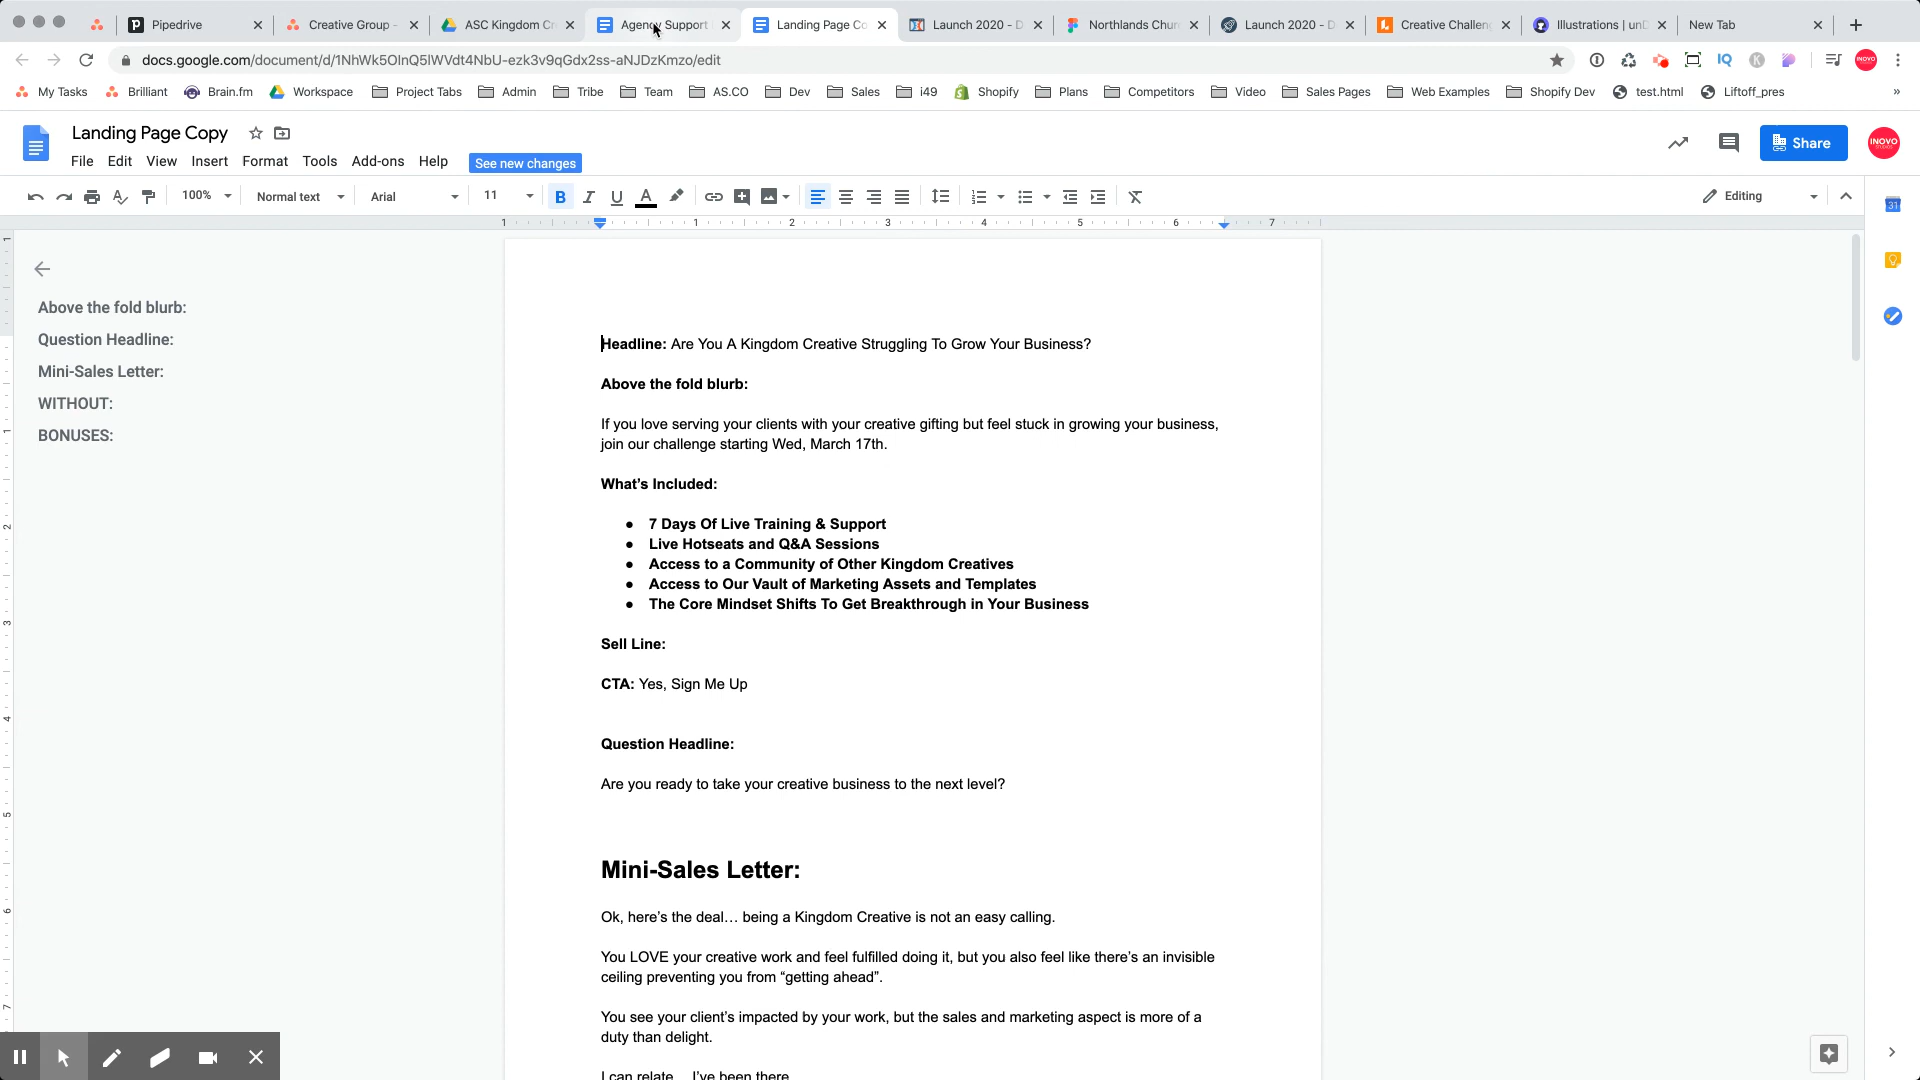 Pipedrive
Creative Group -
ASC Kingdom Cr
Agency Support
Landing Page Co
Launch 2020 - D
Northlands Chur
Launch 2020 - D
Creative Challen
Illustrations | unD
New Tab
docs.google.com/document/d/1NhWk5OInQ5lWVdt4NbU-ezk3v9qGdx2ss-aNJDzKmzo/edit
My Tasks
Brilliant
Brain.fm
Workspace
Project Tabs
Admin
Tribe
Team
AS.CO
Dev
Sales
i49
Shopify
Plans
Competitors
Video
Sales Pages
Web Examples
Shopify Dev
test.html
Liftoff_pres
»
Landing Page Copy
Share
INOVO
File Edit View Insert Format Tools Add-ons Help
See new changes
100% Normal text Arial 11 B I U A
Editing
31
1 1 2 3 4 5 6 7
Above the fold blurb:
Question Headline:
Mini-Sales Letter:
WITHOUT:
BONUSES:
Headline: Are You A Kingdom Creative Struggling To Grow Your Business?
Above the fold blurb:
If you love serving your clients with your creative gifting but feel stuck in growing your business,
join our challenge starting Wed, March 17th.
What's Included:
● 7 Days Of Live Training & Support
● Live Hotseats and Q&A Sessions
● Access to a Community of Other Kingdom Creatives
● Access to Our Vault of Marketing Assets and Templates
● The Core Mindset Shifts To Get Breakthrough in Your Business
Sell Line:
CTA: Yes, Sign Me Up
Question Headline:
Are you ready to take your creative business to the next level?
Mini-Sales Letter:
Ok, here's the deal… being a Kingdom Creative is not an easy calling.
You LOVE your creative work and feel fulfilled doing it, but you also feel like there's an invisible
ceiling preventing you from “getting ahead”.
You see your client's impacted by your work, but the sales and marketing aspect is more of a
duty than delight.
I can relate… I've been there